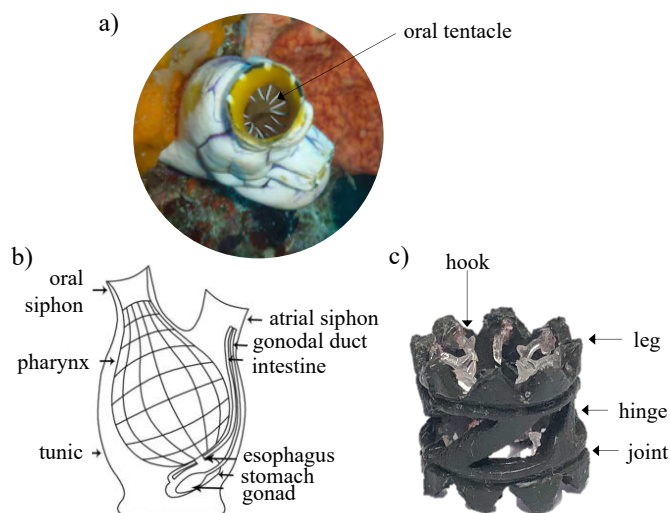 a)
oral tentacle
b)
oral
siphon
atrial siphon
gonodal duct
pharynx
intestine
tunic
esophagus
stomach
gonad
c)
hook
leg
hinge
joint